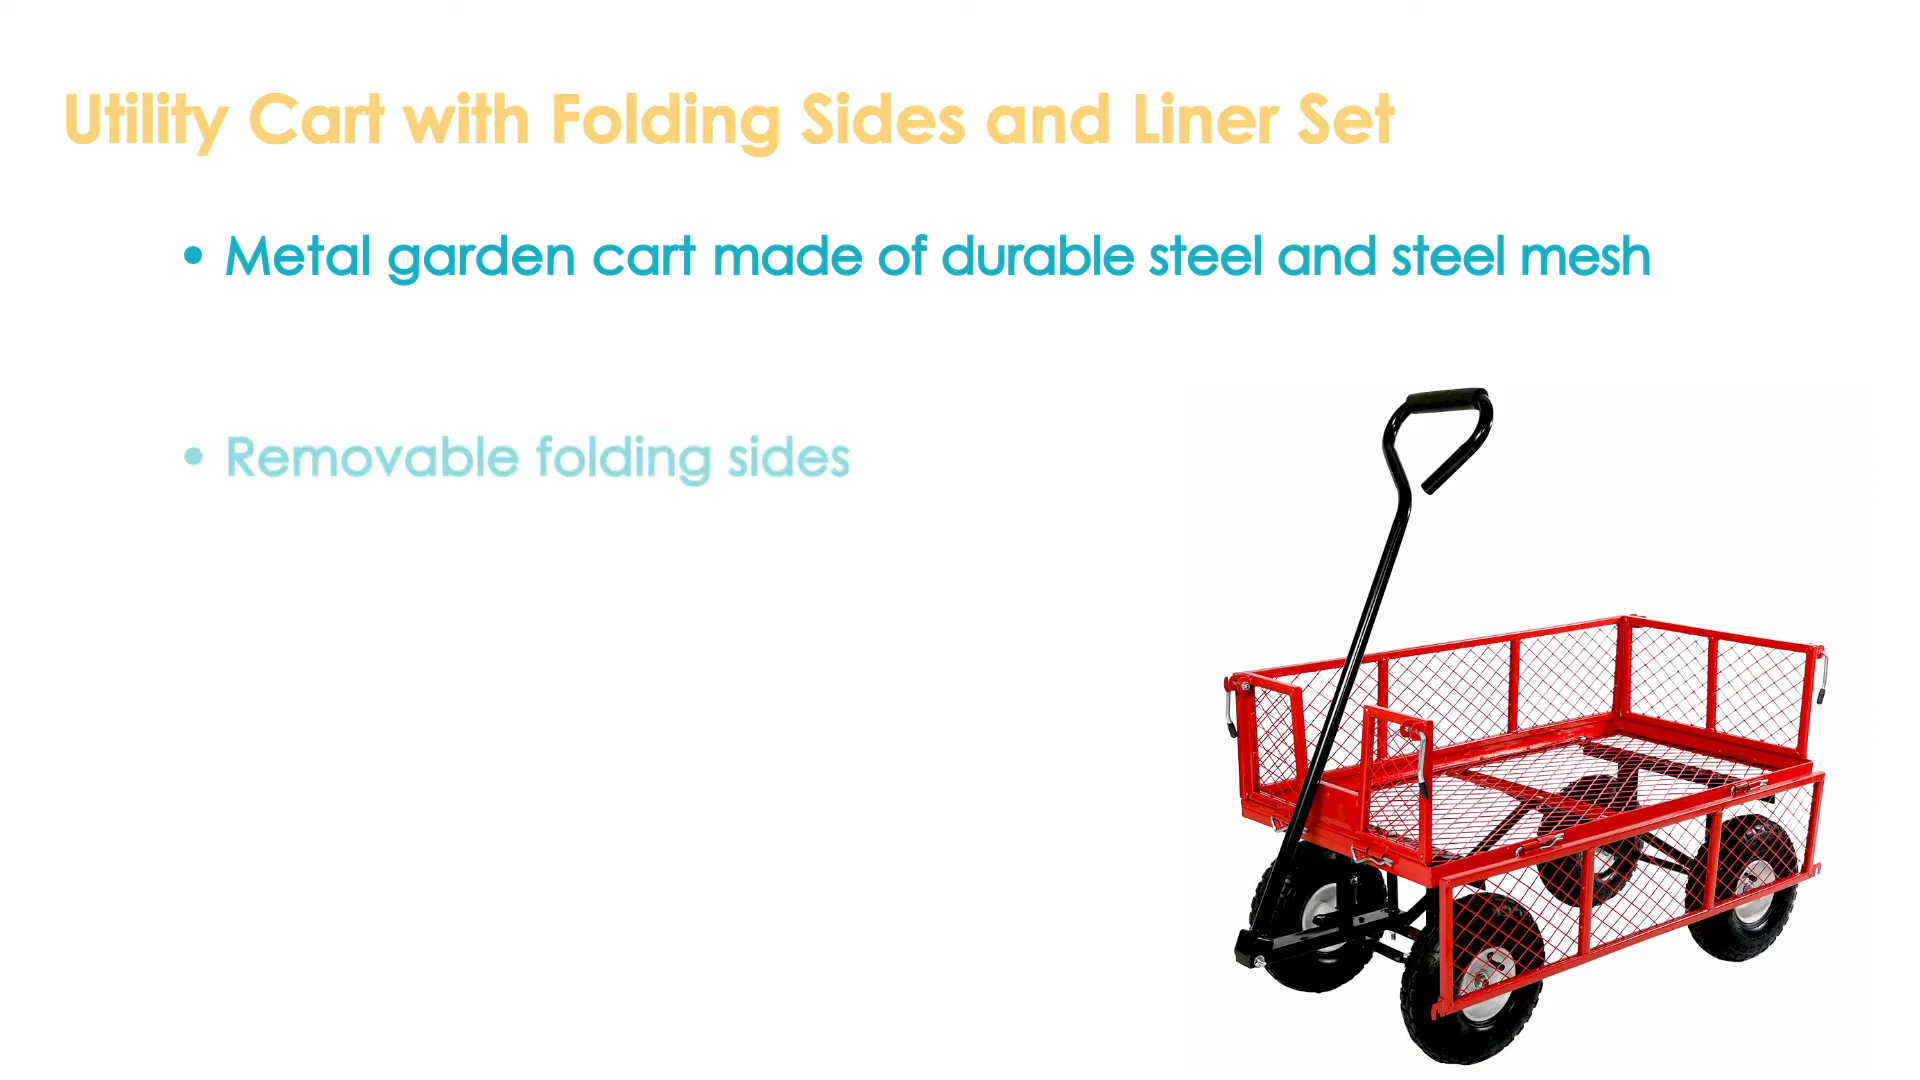 Utility Cart with Folding Sides and Liner Set
• Metal garden cart made of durable steel and steel mesh
• Removable folding sides